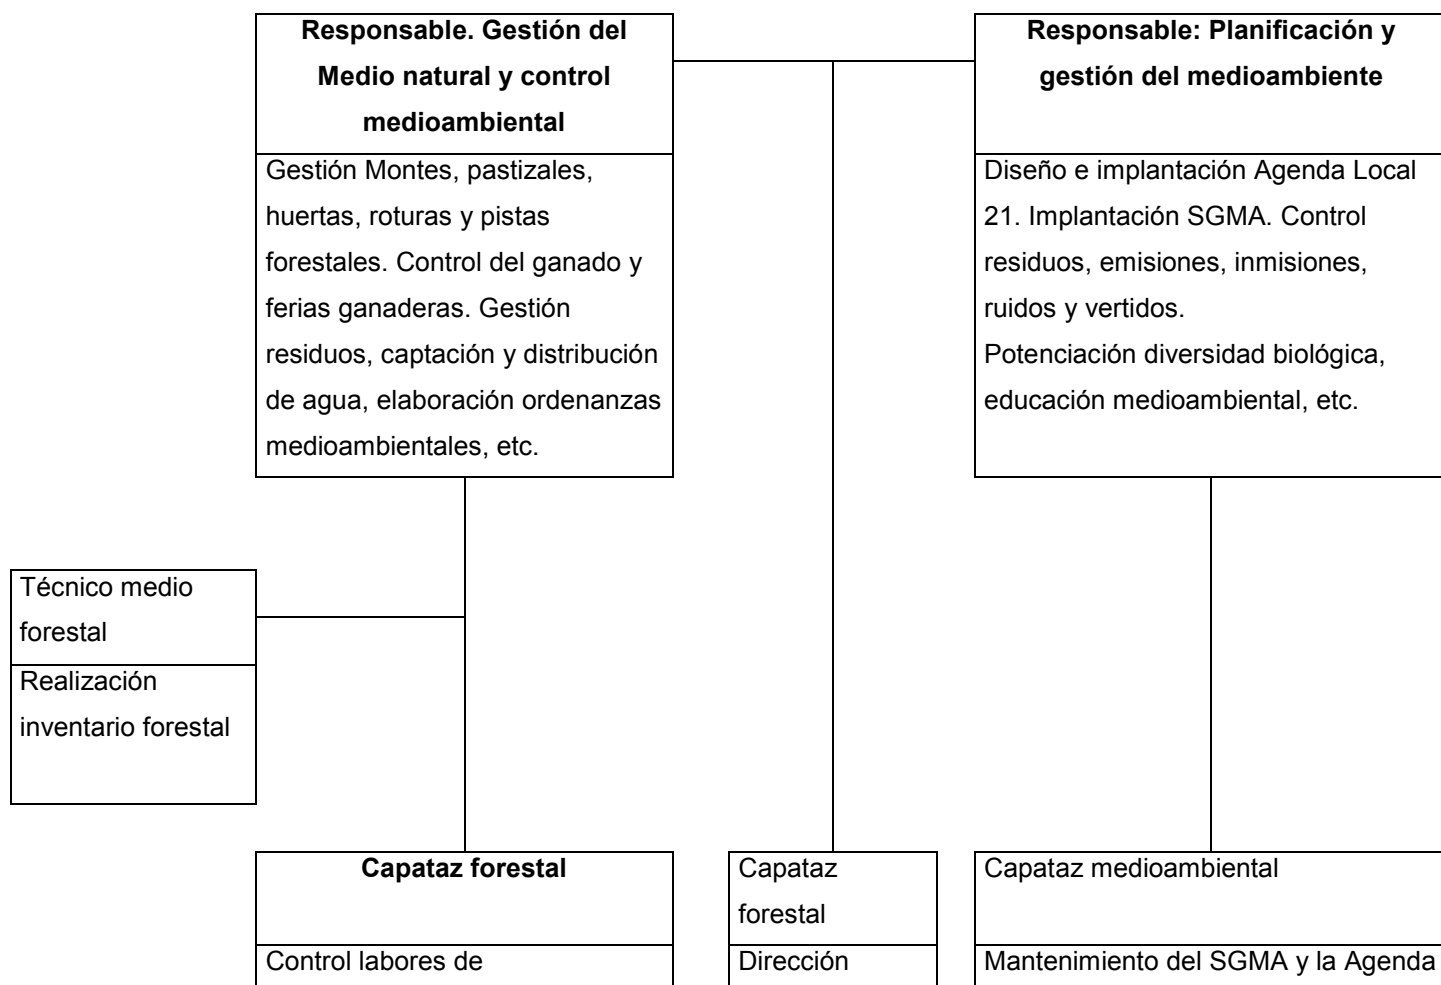 Responsable. Gestión del
Medio natural y control
medioambiental
Gestión Montes, pastizales,
huertas, roturas y pistas
forestales. Control del ganado y
ferias ganaderas. Gestión
residuos, captación y distribución
de agua, elaboración ordenanzas
medioambientales, etc.
Responsable: Planificación y
gestión del medioambiente
Diseño e implantación Agenda Local
21. Implantación SGMA. Control
residuos, emisiones, inmisiones,
ruidos y vertidos.
Potenciación diversidad biológica,
educación medioambiental, etc.
Técnico medio
forestal
Realización
inventario forestal
Capataz forestal
Control labores de
Capataz
forestal
Dirección
Capataz medioambiental
Mantenimiento del SGMA y la Agenda